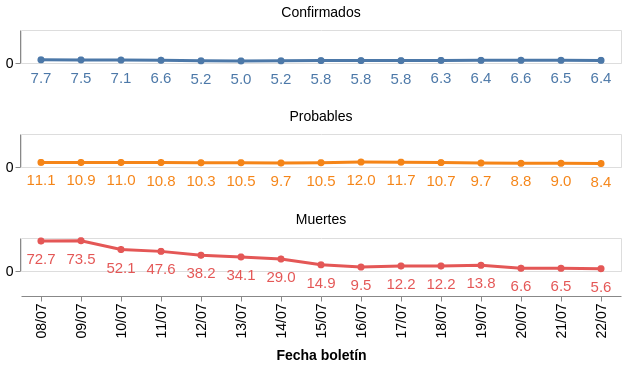 Confirmados
0
7.7 7.5 7.1 6.6 5.2 5.0 5.2 5.8 5.8 5.8 6.3 6.4 6.6 6.5 6.4
Probables
0
11.1 10.9 11.0 10.8 10.3 10.5 9.7 10.5 12.0 11.7 10.7 9.7 8.8 9.0 8.4
Muertes
0
72.7 73.5 52.1 47.6 38.2 34.1 29.0 14.9 9.5 12.2 12.2 13.8 6.6 6.5 5.6
08/07 09/07 10/07 11/07 12/07 13/07 14/07 15/07 16/07 17/07 18/07 19/07 20/07 21/07 22/07
Fecha boletín